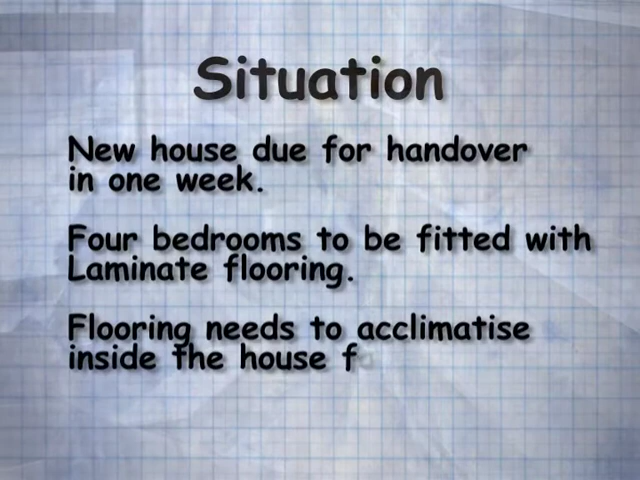 Situation
New house due for handover
in one week.
Four bedrooms to be fitted with
Laminate flooring.
Flooring needs to acclimatise
inside the house f